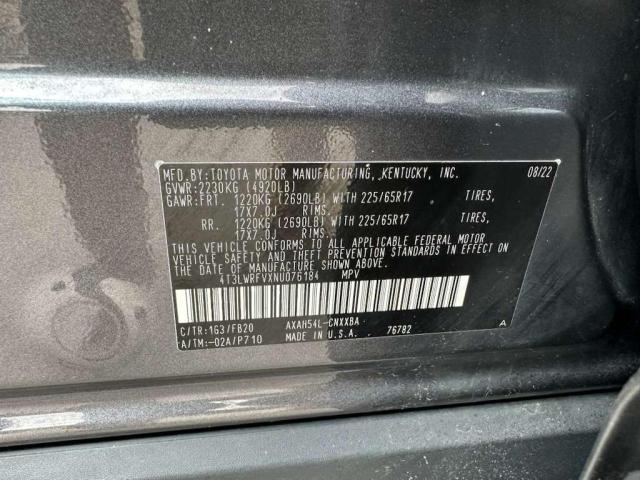 MFD.BY:TOYOTA MOTOR MANUFACTURING, KENTUCKY, INC. 08/22
GVWR:2230KG (4920LB)
GAWR:FRT. 1220KG (2690LB) WITH 225/65R17 TIRES,
17X7.0J RIMS.
RR. 1220KG (2690LB) WITH 225/65R17 TIRES,
17X7.0J RIMS.
THIS VEHICLE CONFORMS TO ALL APPLICABLE FEDERAL MOTOR
VEHICLE SAFETY AND THEFT PREVENTION STANDARDS IN EFFECT ON
THE DATE OF MANUFACTURE SHOWN ABOVE.
4T3LWRFVXNU076184 MPV
C/TR:1G3/FB20 AXAH54L-CNXXBA
A/TM:-02A/P710 MADE IN U.S.A. 76782 A